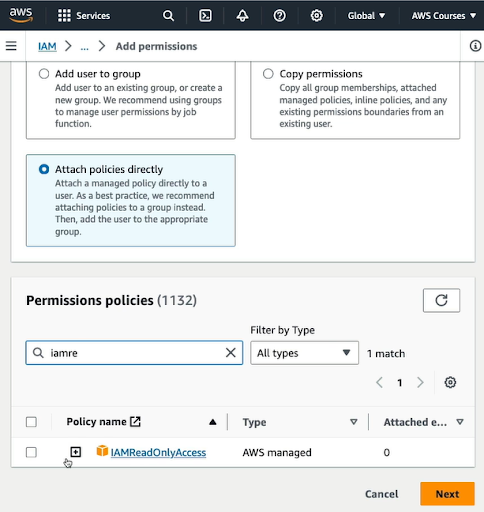 aws Services Global ▼ AWS Courses ▼
IAM > ... > Add permissions
Add user to group
Add user to an existing group, or create a
new group. We recommend using groups
to manage user permissions by job
function.
Copy permissions
Copy all group memberships, attached
managed policies, inline policies, and any
existing permissions boundaries from an
existing user.
Attach policies directly
Attach a managed policy directly to a
user. As a best practice, we recommend
attaching policies to a group instead.
Then, add the user to the appropriate
group.
Permissions policies (1132)
Filter by Type
iamre
All types
1 match
1
Policy name Type Attached e...
IAMReadOnlyAccess AWS managed 0
Cancel Next